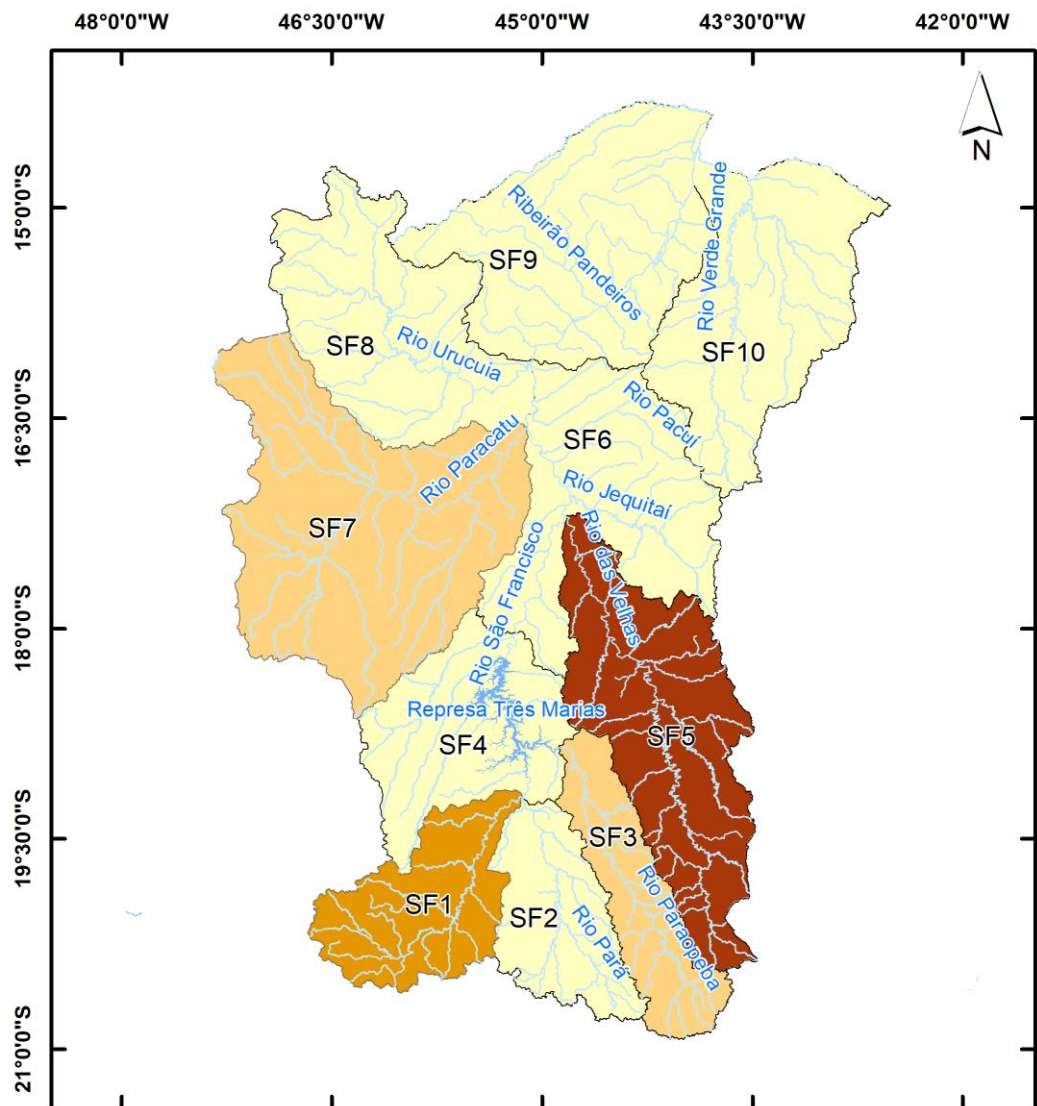 48°0'0"W 46°30'0"W 45°0'0"W 43°30'0"W 42°0'0"W
N
15°0'0"S
16°30'0"S
18°0'0"S
19°30'0"S
21°0'0"S
Ribeirão Pandeiros
Rio Verde Grande
SF9
SF8
Rio Urucuia
SF10
Rio Pacuí
SF6
Rio Paracatu
Rio Jequitaí
SF7
Rio São Francisco
Rio das Velhas
Represa Três Marias
SF4
SF5
SF3
SF1
SF2
Rio Pará
Rio Paraopeba